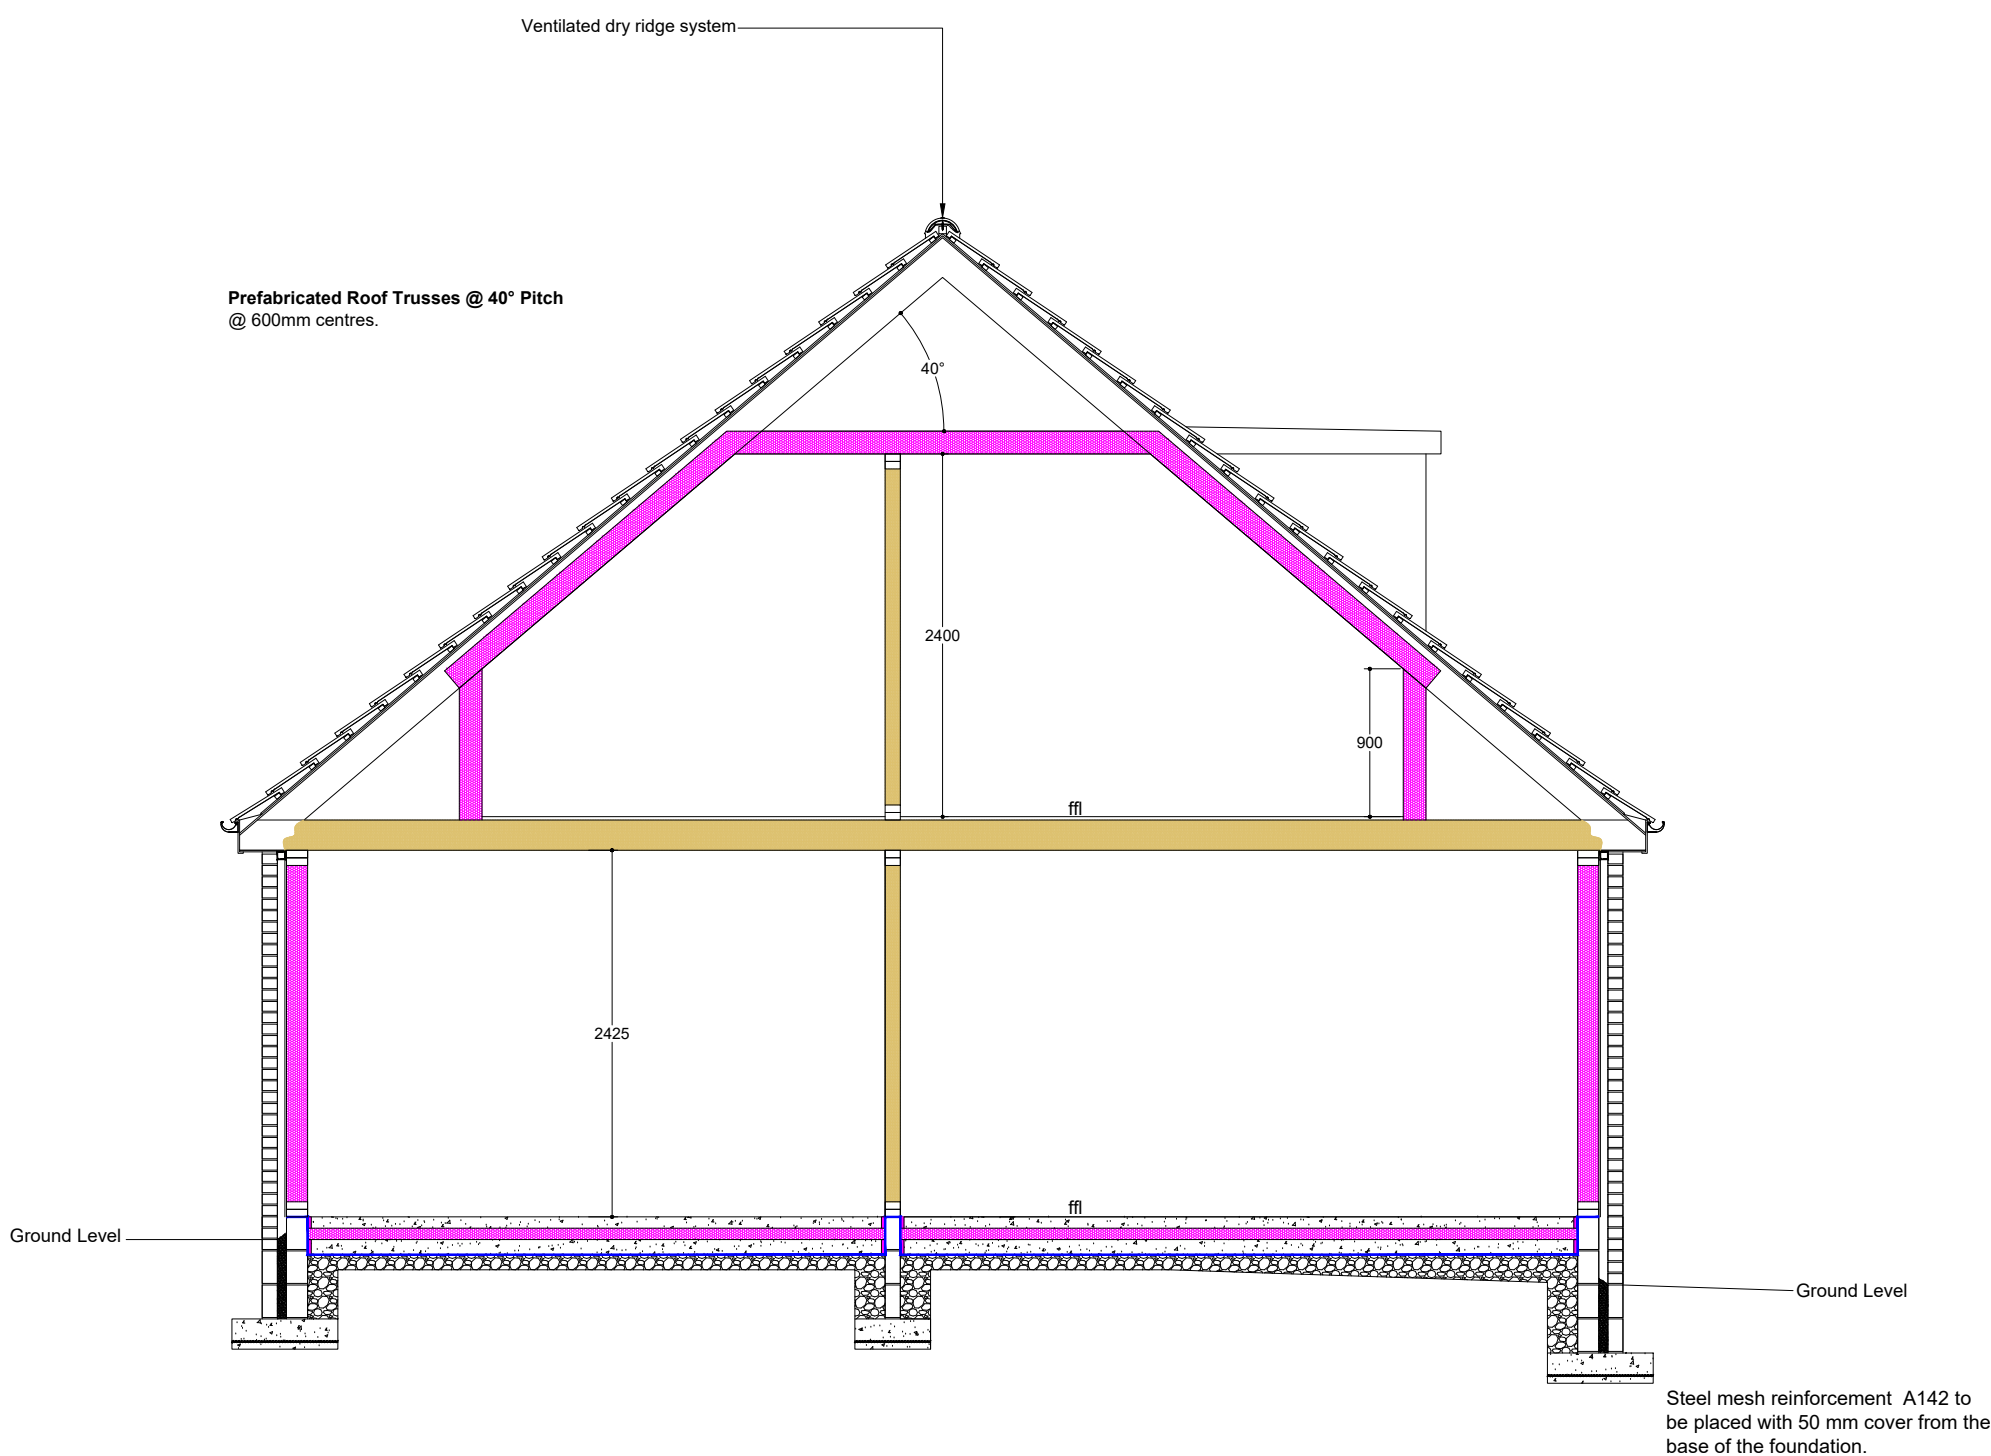 Ventilated dry ridge system
Prefabricated Roof Trusses @ 40° Pitch
@ 600mm centres.
40°
2400
900
ffl
2425
ffl
Ground Level
Ground Level
Steel mesh reinforcement A142 to
be placed with 50 mm cover from the
base of the foundation.